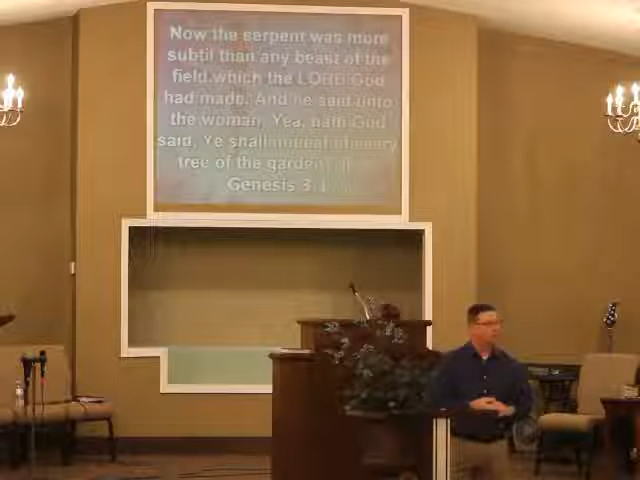 Now the serpent was more
subtil than any beast of the
field which the LORD God
had made. And he said unto
the woman, Yea, hath God
said, Ye shall not eat of every
tree of the garden
Genesis 3:1